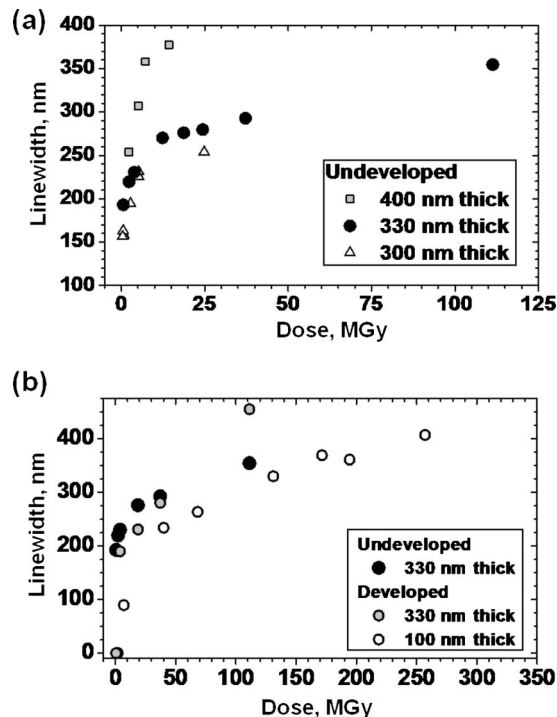 (a)
400
350
300
250
200
150
100
Linewidth, nm
Undeveloped
400 nm thick
330 nm thick
300 nm thick
0 25 50 75 100 125
Dose, MGy
(b)
400
300
200
100
0
Linewidth, nm
Undeveloped
330 nm thick
Developed
330 nm thick
100 nm thick
0 50 100 150 200 250 300 350
Dose, MGy